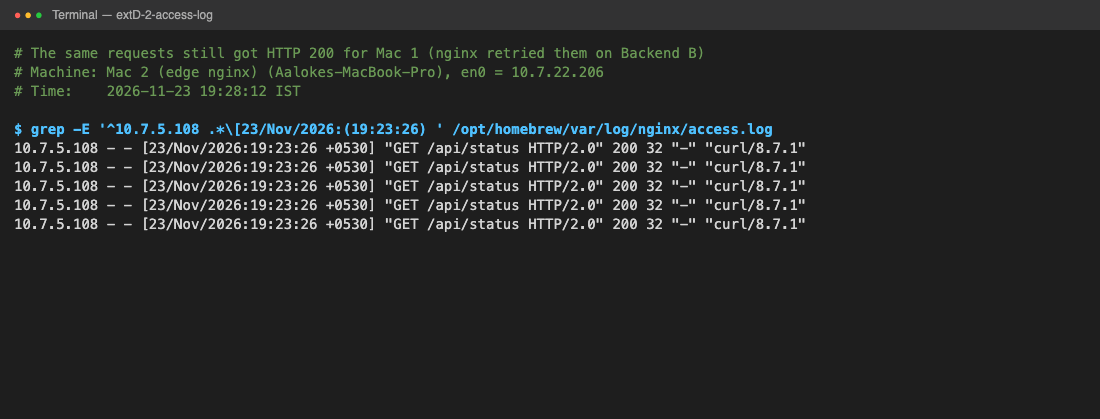 Terminal — extD-2-access-log
# The same requests still got HTTP 200 for Mac 1 (nginx retried them on Backend B)
# Machine: Mac 2 (edge nginx) (Aalokes-MacBook-Pro), en0 = 10.7.22.206
# Time:    2026-11-23 19:28:12 IST
$ grep -E '^10.7.5.108 .*\[23/Nov/2026:(19:23:26) ' /opt/homebrew/var/log/nginx/access.log
10.7.5.108 - - [23/Nov/2026:19:23:26 +0530] "GET /api/status HTTP/2.0" 200 32 "-" "curl/8.7.1"
10.7.5.108 - - [23/Nov/2026:19:23:26 +0530] "GET /api/status HTTP/2.0" 200 32 "-" "curl/8.7.1"
10.7.5.108 - - [23/Nov/2026:19:23:26 +0530] "GET /api/status HTTP/2.0" 200 32 "-" "curl/8.7.1"
10.7.5.108 - - [23/Nov/2026:19:23:26 +0530] "GET /api/status HTTP/2.0" 200 32 "-" "curl/8.7.1"
10.7.5.108 - - [23/Nov/2026:19:23:26 +0530] "GET /api/status HTTP/2.0" 200 32 "-" "curl/8.7.1"